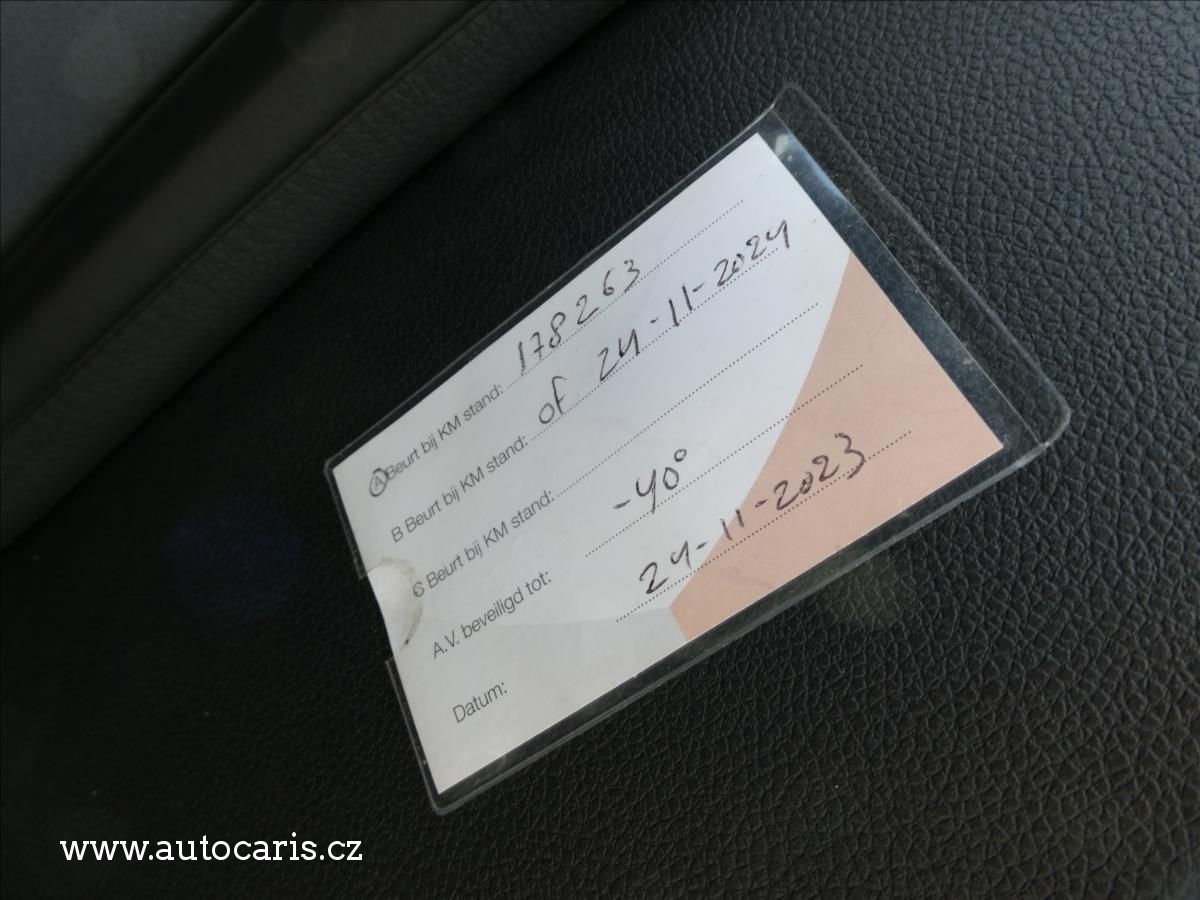 A Beurt bij KM stand: 178263
B Beurt bij KM stand: of 24-11-2024
C Beurt bij KM stand:
A.V. beveiligd tot: -40°
Datum: 24-11-2023
www.autocaris.cz